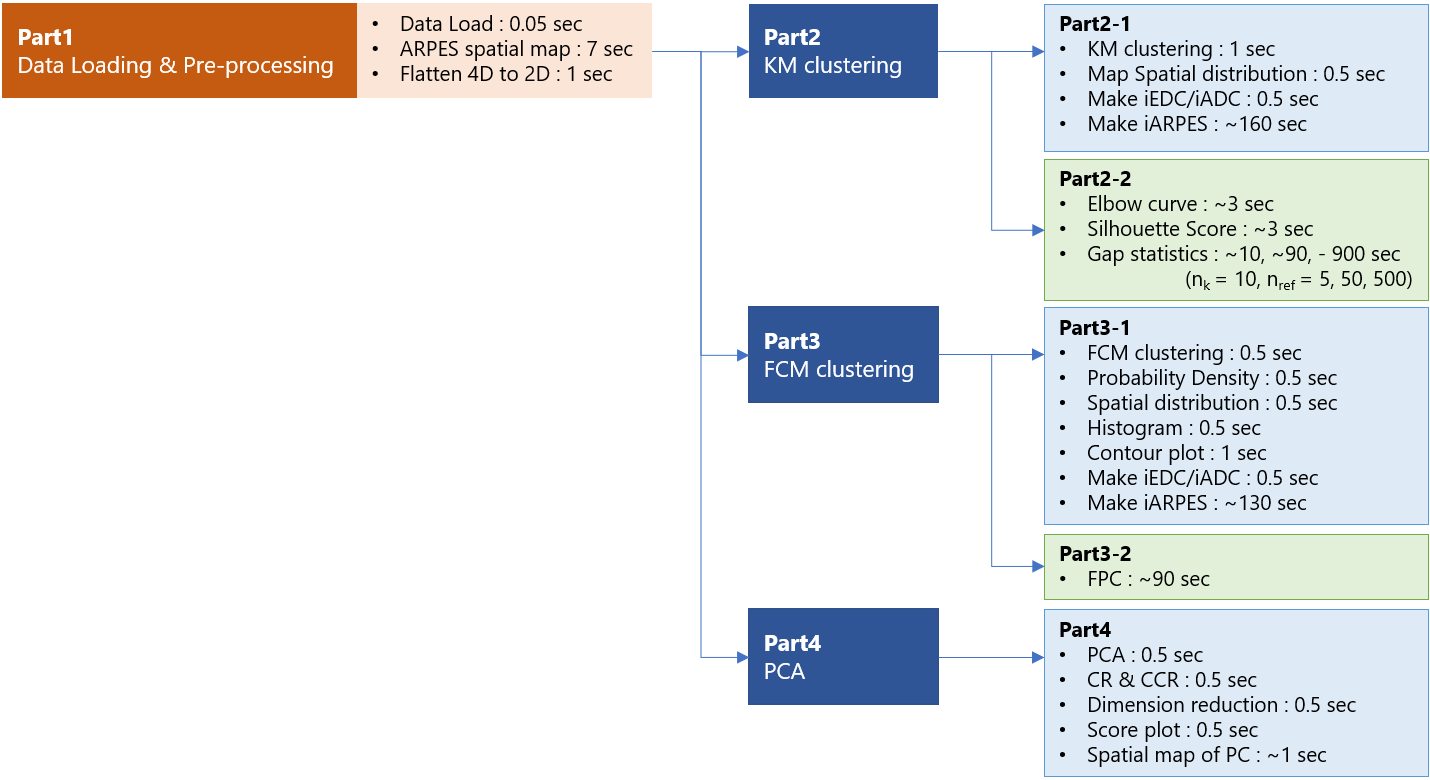 Part1
Data Loading & Pre-processing
• Data Load : 0.05 sec
• ARPES spatial map : 7 sec
• Flatten 4D to 2D : 1 sec
Part2
KM clustering
Part2-1
• KM clustering : 1 sec
• Map Spatial distribution : 0.5 sec
• Make iEDC/iADC : 0.5 sec
• Make iARPES : ~160 sec
Part2-2
• Elbow curve : ~3 sec
• Silhouette Score : ~3 sec
• Gap statistics : ~10, ~90, - 900 sec
(nk = 10, nref = 5, 50, 500)
Part3
FCM clustering
Part3-1
• FCM clustering : 0.5 sec
• Probability Density : 0.5 sec
• Spatial distribution : 0.5 sec
• Histogram : 0.5 sec
• Contour plot : 1 sec
• Make iEDC/iADC : 0.5 sec
• Make iARPES : ~130 sec
Part3-2
• FPC : ~90 sec
Part4
PCA
Part4
• PCA : 0.5 sec
• CR & CCR : 0.5 sec
• Dimension reduction : 0.5 sec
• Score plot : 0.5 sec
• Spatial map of PC : ~1 sec